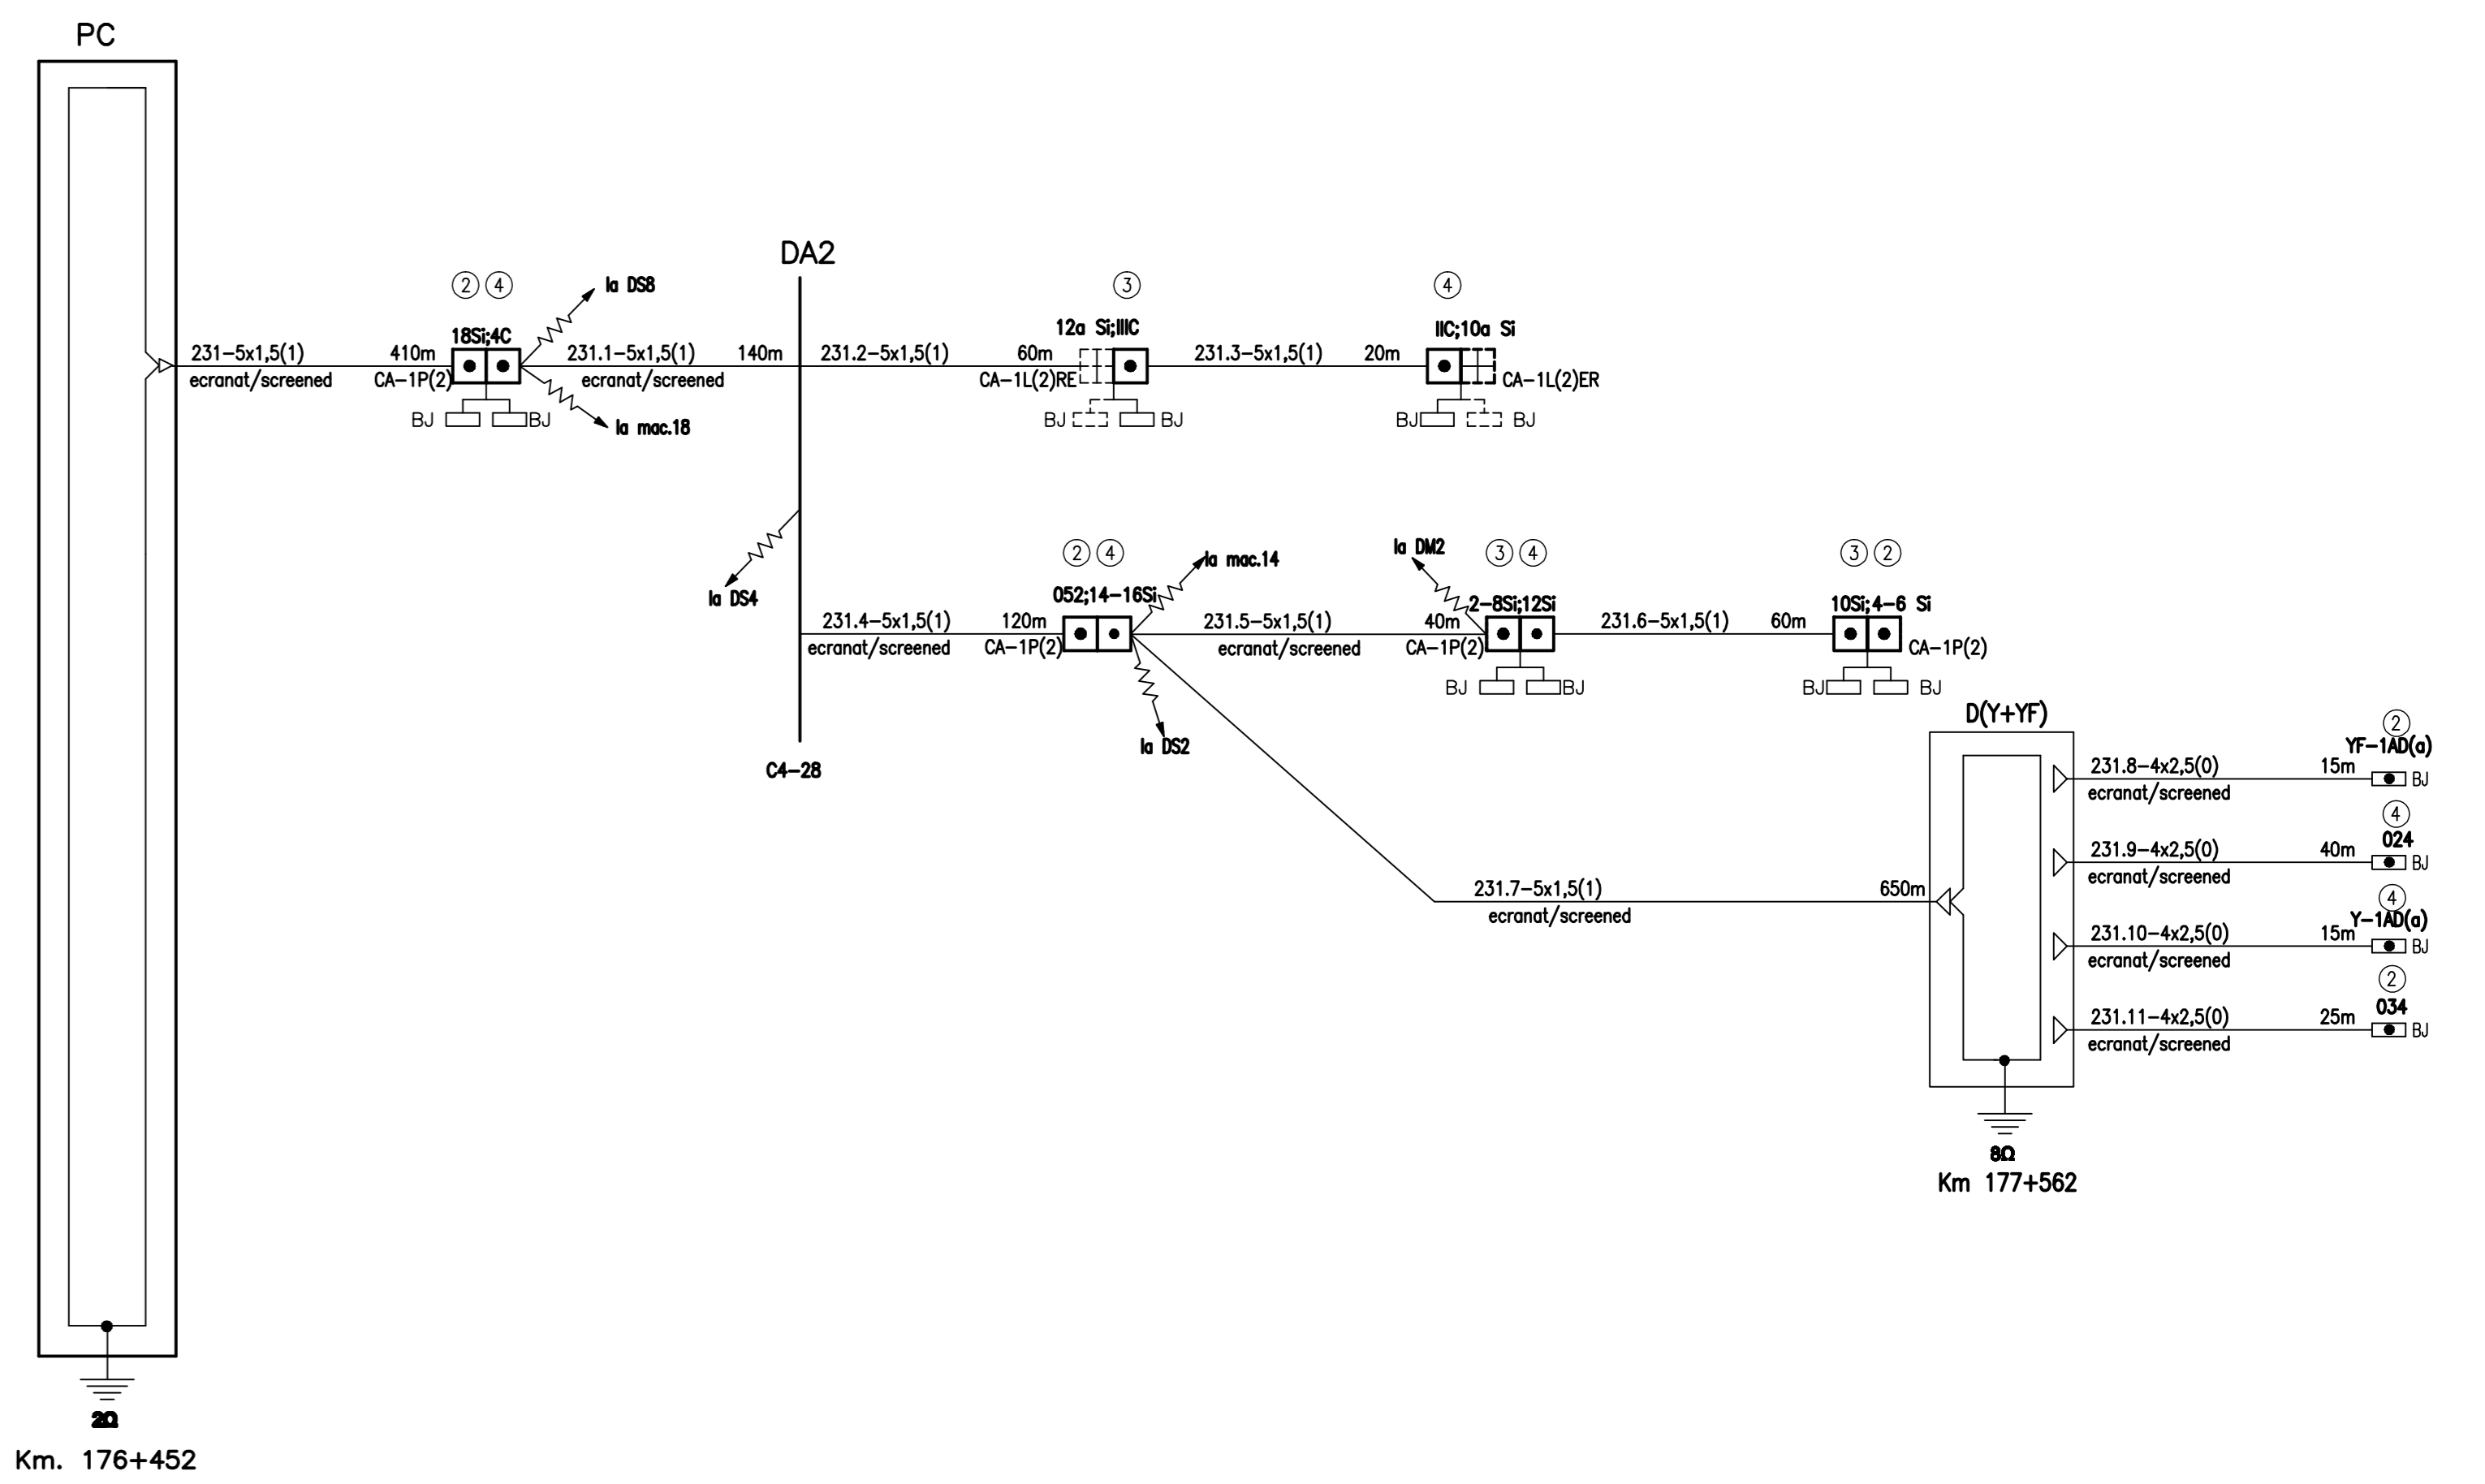 PC
DA2
② ④
la DS8
③
④
18Si;4C
12a Si;IIIC
IIC;10a Si
231-5x1,5(1)
410m
231.1-5x1,5(1)
140m
231.2-5x1,5(1)
60m
231.3-5x1,5(1)
20m
ecranat/screened
CA-1P(2)
ecranat/screened
CA-1L(2)RE
CA-1L(2)ER
BJ
BJ
la mac.18
BJ
BJ
BJ
BJ
② ④
la mac.14
la DM2
③ ④
③ ②
la DS4
052;14-16Si
2-8Si;12Si
10Si;4-6 Si
231.4-5x1,5(1)
120m
231.5-5x1,5(1)
40m
231.6-5x1,5(1)
60m
ecranat/screened
CA-1P(2)
ecranat/screened
CA-1P(2)
CA-1P(2)
BJ
BJ
BJ
BJ
la DS2
C4-28
D(Y+YF)
②
YF-1AD(a)
231.8-4x2,5(0)
15m
BJ
ecranat/screened
④
024
231.9-4x2,5(0)
40m
BJ
ecranat/screened
231.7-5x1,5(1)
650m
ecranat/screened
④
Y-1AD(a)
231.10-4x2,5(0)
15m
BJ
ecranat/screened
②
034
231.11-4x2,5(0)
25m
BJ
ecranat/screened
8Ω
Km 177+562
2Ω
Km. 176+452